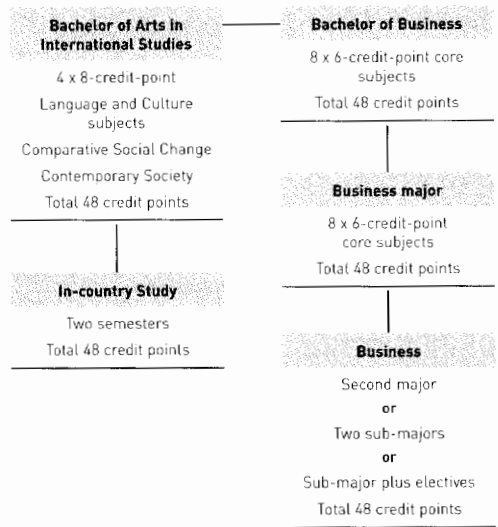 Bachelor of Arts in
International Studies
4 x 8-credit-point
Language and Culture
subjects
Comparative Social Change
Contemporary Society
Total 48 credit points
In-country Study
Two semesters
Total 48 credit points
Bachelor of Business
8 x 6-credit-point core
subjects
Total 48 credit points
Business major
8 x 6-credit-point
core subjects
Total 48 credit points
Business
Second major
or
Two sub-majors
or
Sub-major plus electives
Total 48 credit points